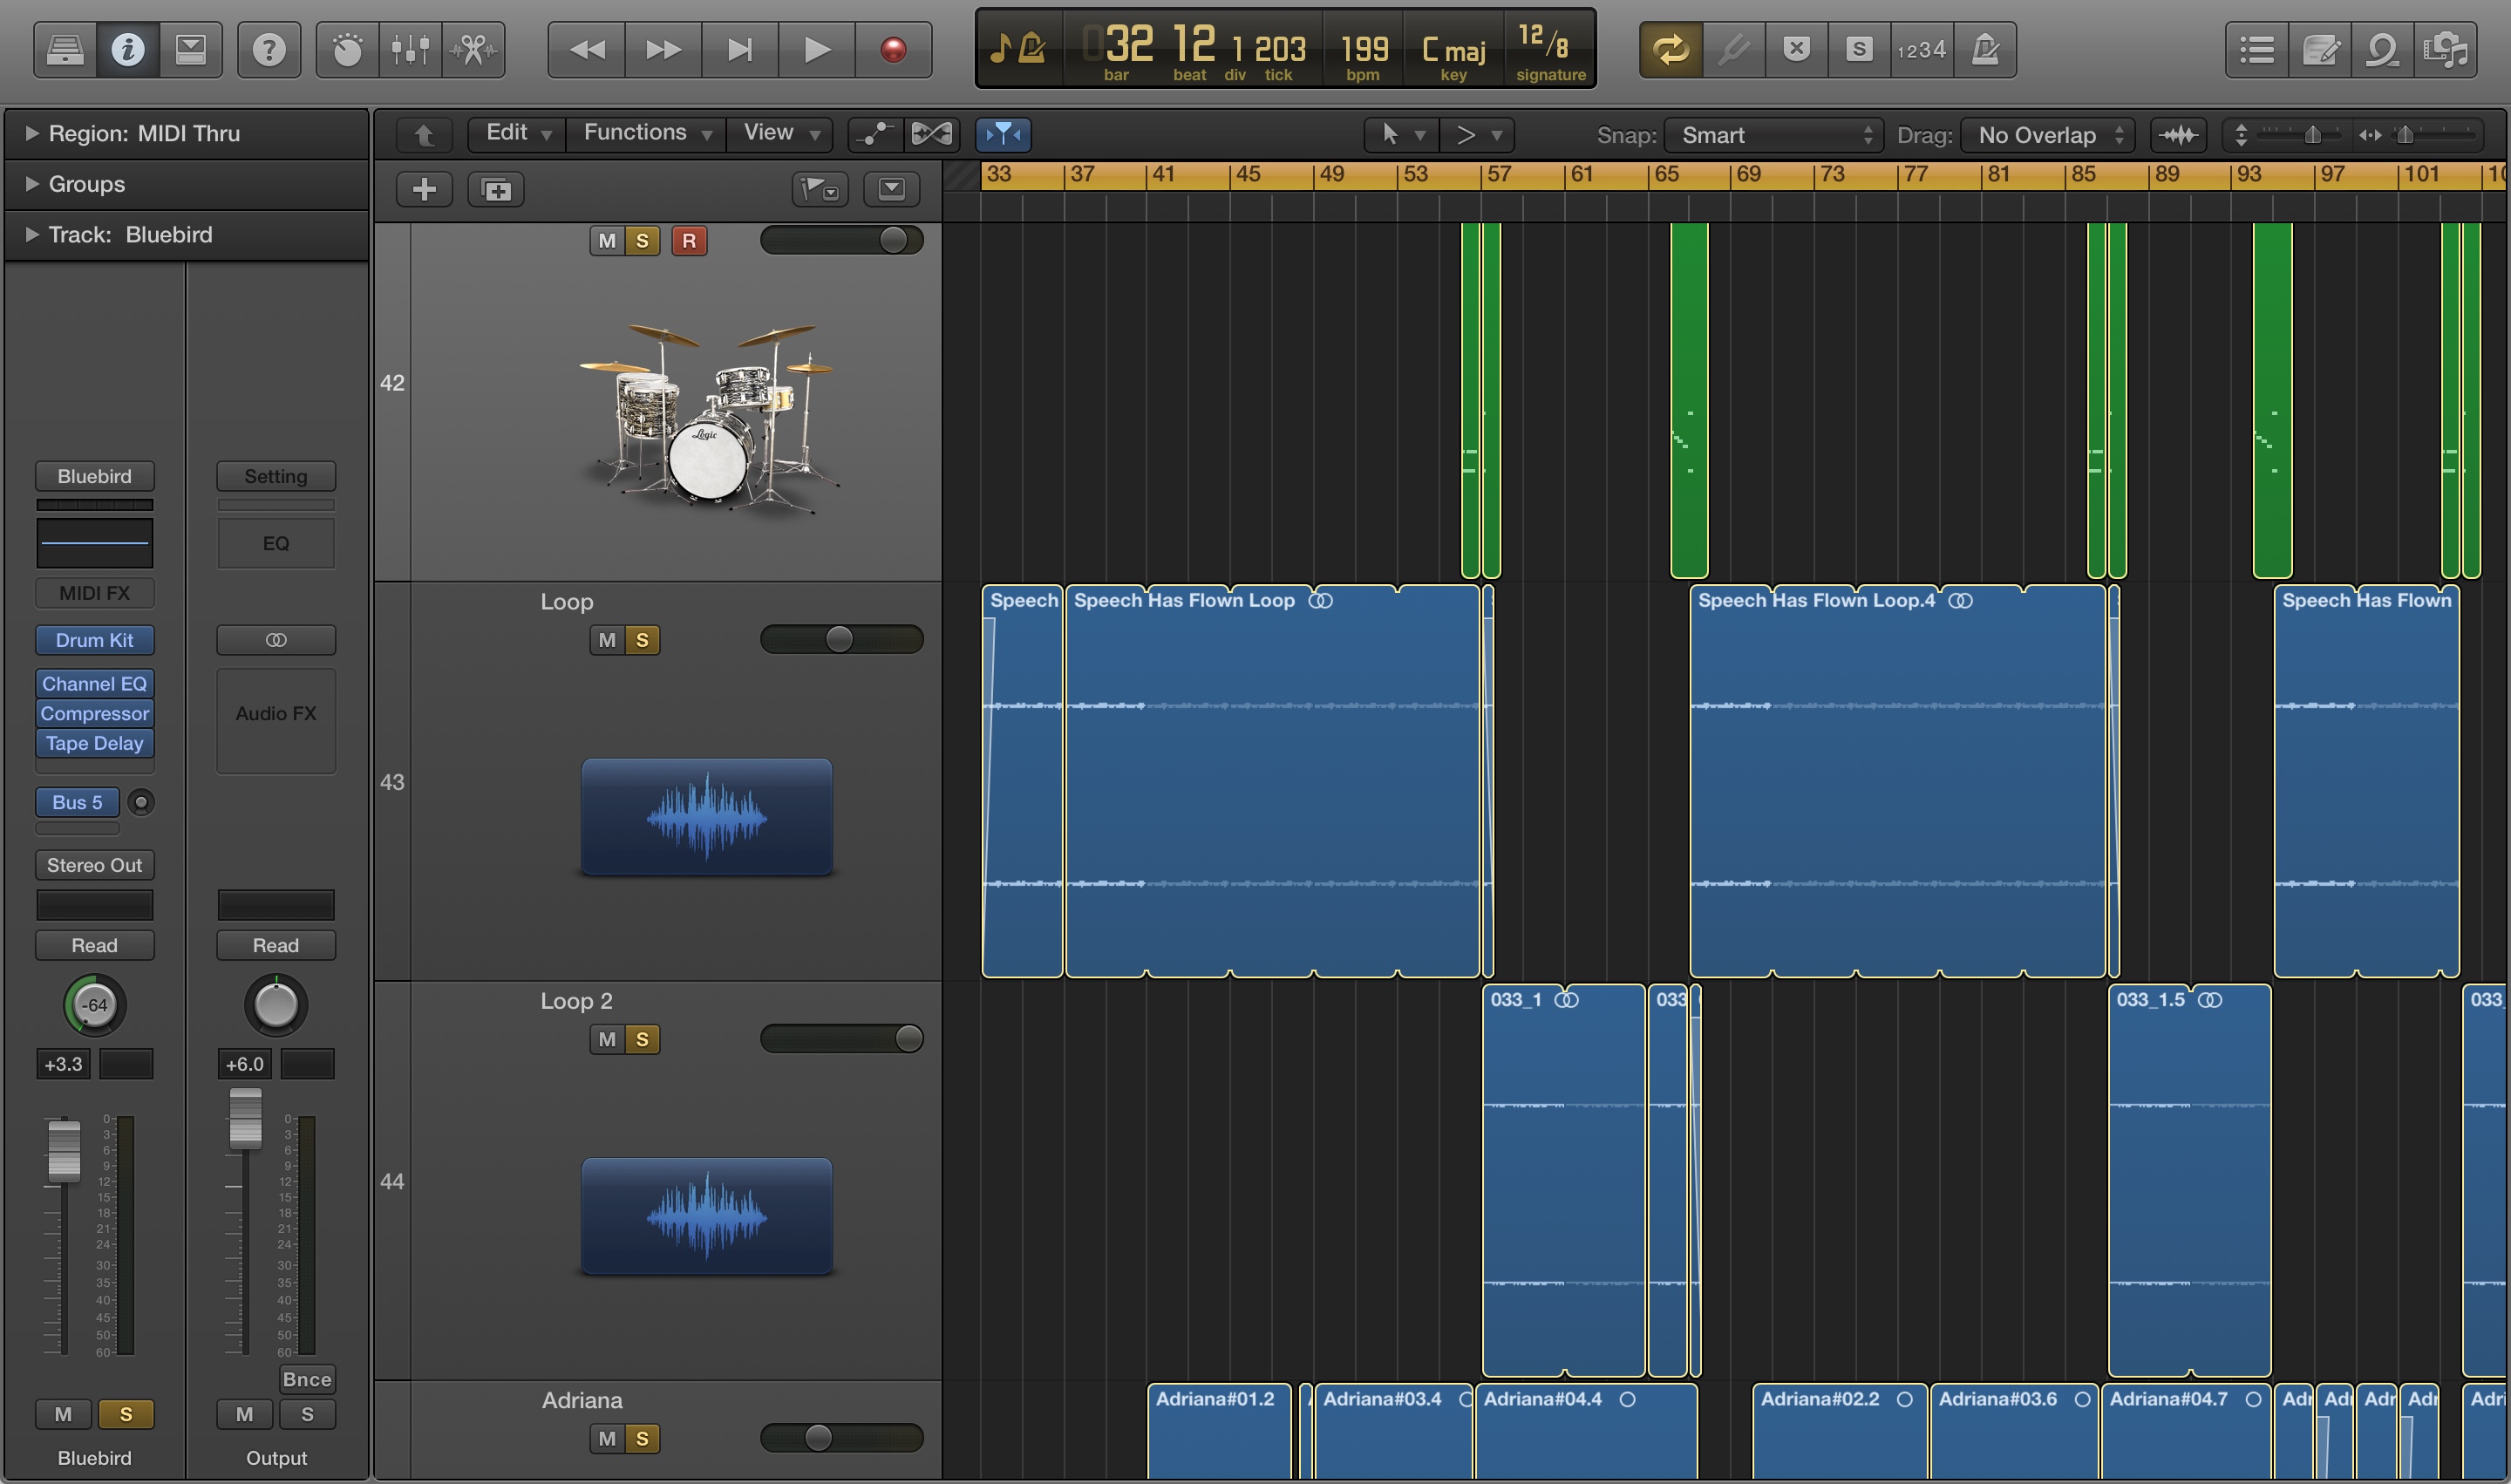 32 12 1 203 199 C maj 12/8
bar beat div tick bpm key signature
S 1234
Region: MIDI Thru
Edit Functions View
Snap: Smart Drag: No Overlap
Groups
33 37 41 45 49 53 57 61 65 69 73 77 81 85 89 93 97 101
Track: Bluebird
M S R
42
Logic
Bluebird Setting
EQ
MIDI FX
Loop
Speech Speech Has Flown Loop Speech Has Flown Loop.4 Speech Has Flown
Drum Kit
M S
Channel EQ
Compressor Audio FX
Tape Delay
43
Bus 5
Stereo Out
Read Read
-64
Loop 2
033_1 033 033_1.5 033_
M S
+3.3 +6.0
0 0
3 3
6 6
9 9
12 12
15 15
18 18
21 21
24 24
30 30
35 35
40 40
45 45
50 50
60 60
44
Bnce
Adriana
Adriana#01.2 Adriana#03.4 Adriana#04.4 Adriana#02.2 Adriana#03.6 Adriana#04.7 Adr Adr Adr Adr Adri
M S M S
M S
Bluebird Output